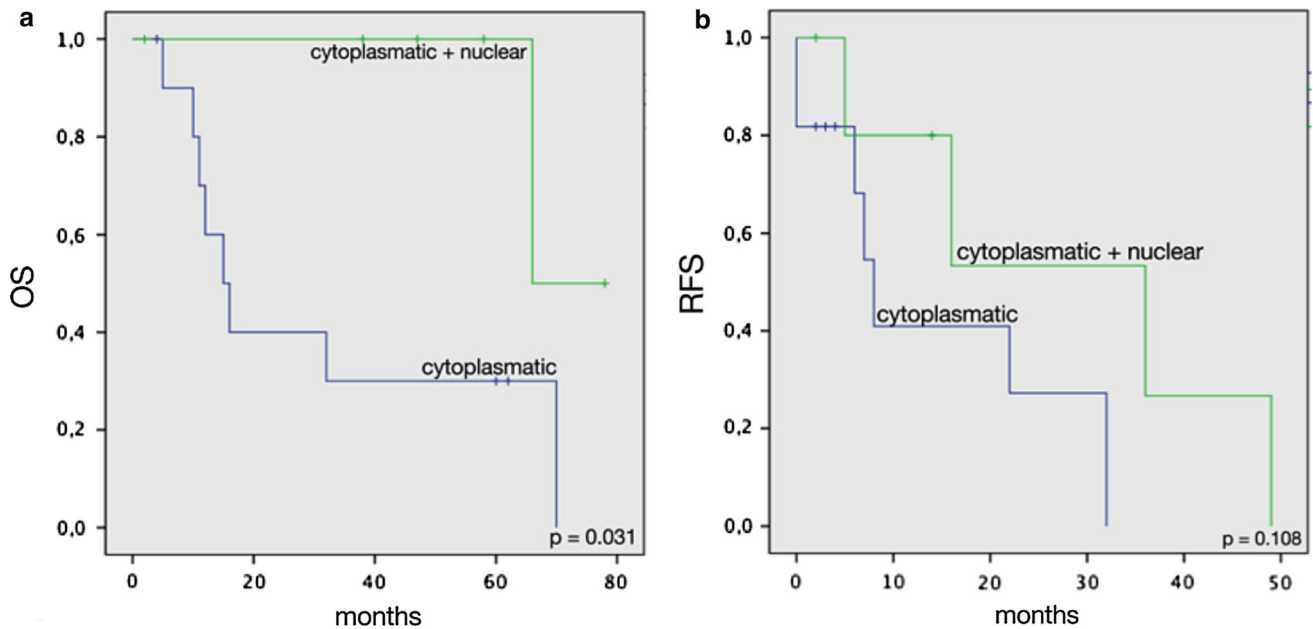 a
OS
1,0
0,8
0,6
0,4
0,2
0,0
cytoplasmatic + nuclear
cytoplasmatic
p = 0.031
0 20 40 60 80
months
b
RFS
1,0
0,8
0,6
0,4
0,2
0,0
cytoplasmatic + nuclear
cytoplasmatic
p = 0.108
0 10 20 30 40 50
months